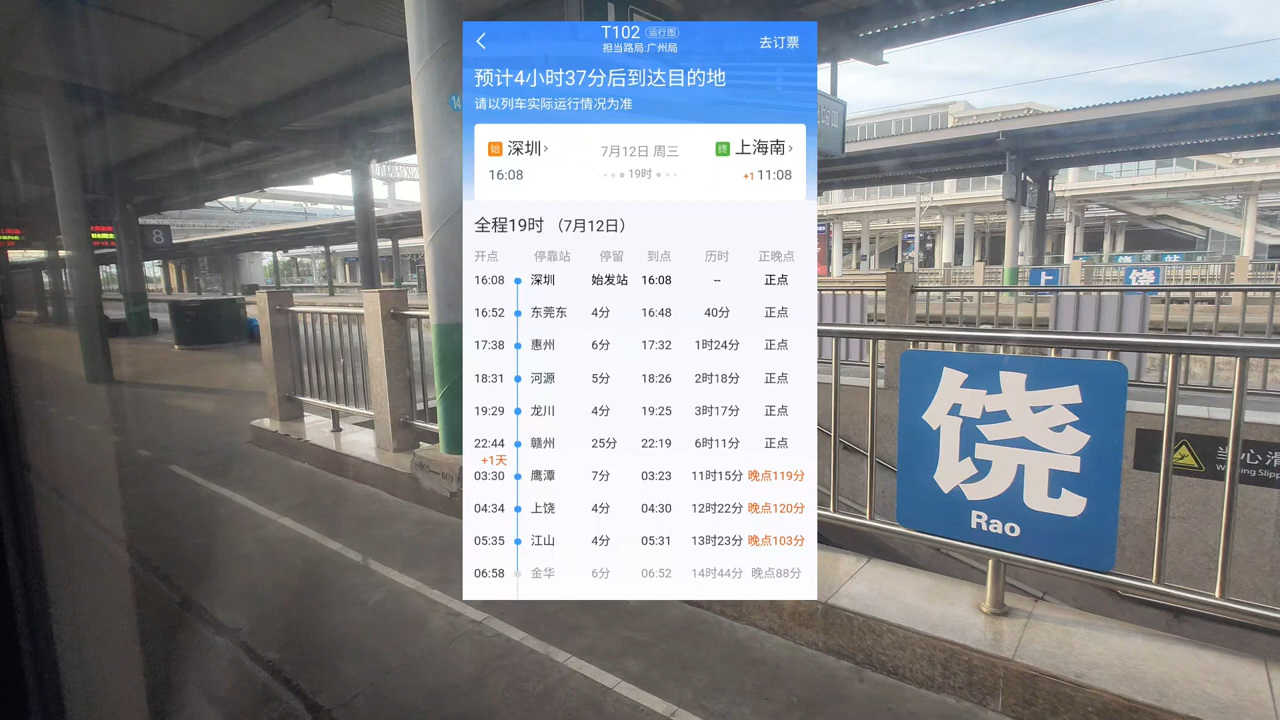 T102 运行图
担当路局:广州局
去订票
预计4小时37分后到达目的地
请以列车实际运行情况为准
始 深圳
7月12日 周三
终 上海南
16:08
19时
+1 11:08
全程19时 （7月12日）
开点 停靠站 停留 到点 历时 正晚点
16:08 深圳 始发站 16:08 -- 正点
16:52 东莞东 4分 16:48 40分 正点
17:38 惠州 6分 17:32 1时24分 正点
18:31 河源 5分 18:26 2时18分 正点
19:29 龙川 4分 19:25 3时17分 正点
22:44 赣州 25分 22:19 6时11分 正点
+1天
03:30 鹰潭 7分 03:23 11时15分 晚点119分
04:34 上饶 4分 04:30 12时22分 晚点120分
05:35 江山 4分 05:31 13时23分 晚点103分
06:58 金华 6分 06:52 14时44分 晚点88分
14
8
上
饶
饶 站
饶
Rao
当心滑
Warning Slipp